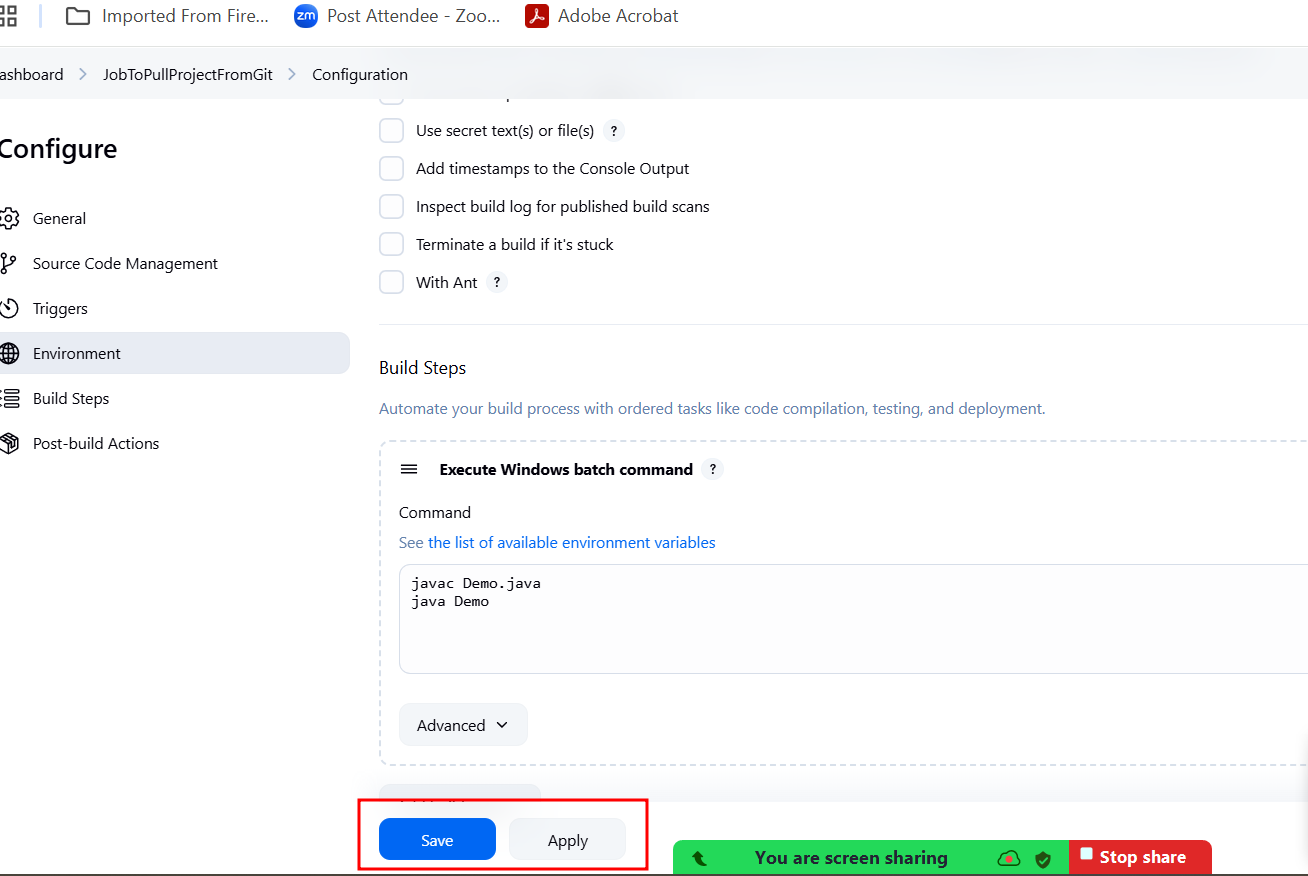 Imported From Fire...
zm Post Attendee - Zoo...
Adobe Acrobat
ashboard > JobToPullProjectFromGit > Configuration
Configure
General
Source Code Management
Triggers
Environment
Build Steps
Post-build Actions
Use secret text(s) or file(s) ?
Add timestamps to the Console Output
Inspect build log for published build scans
Terminate a build if it's stuck
With Ant ?
Build Steps
Automate your build process with ordered tasks like code compilation, testing, and deployment.
Execute Windows batch command ?
Command
See the list of available environment variables
javac Demo.java
java Demo
Advanced
Save
Apply
You are screen sharing
Stop share